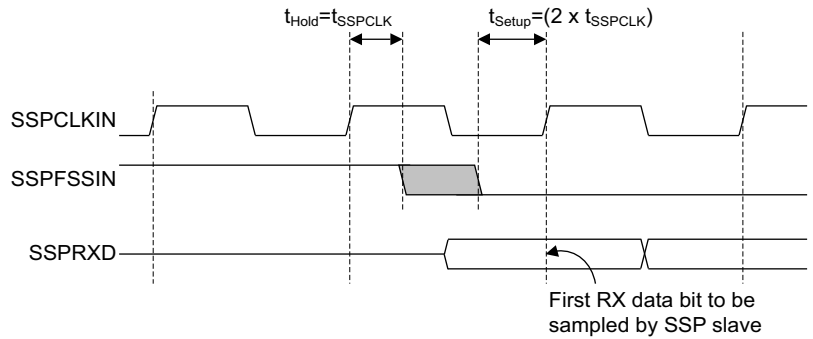 tHold=tSSPCLK
tSetup=(2 x tSSPCLK)
SSPCLKIN
SSPFSSIN
SSPRXD
First RX data bit to be
sampled by SSP slave